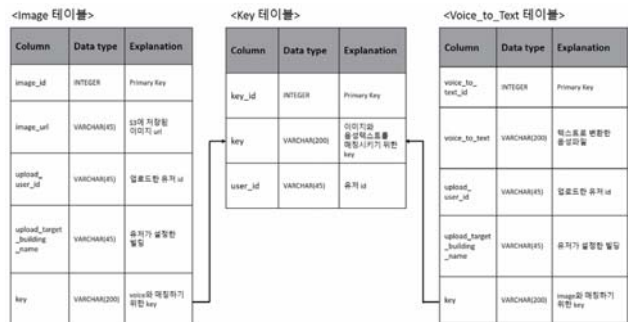 <Image 테이블>
Column Data type Explanation
image_id INTEGER Primary Key
image_url VARCHAR(45) S3에 저장된
이미지 url
upload_
user_id VARCHAR(45) 업로드한 유저 id
upload_target
_building
_name VARCHAR(45) 유저가 설정한
빌딩
key VARCHAR(200) voice와 매칭하기
위한 key
<Key 테이블>
Column Data type Explanation
key_id INTEGER Primary Key
key VARCHAR(200) 이미지와
음성텍스트를
매칭시키기 위한
key
user_id VARCHAR(45) 유저 id
<Voice_to_Text 테이블>
Column Data type Explanation
voice_to_
text_id INTEGER Primary Key
voice_to_text VARCHAR(200) 텍스트로 변환한
음성파일
upload_
user_id VARCHAR(45) 업로드한 유저 id
upload_target
_building
_name VARCHAR(45) 유저가 설정한 빌딩
key VARCHAR(200) image와 매칭하기
위한 key